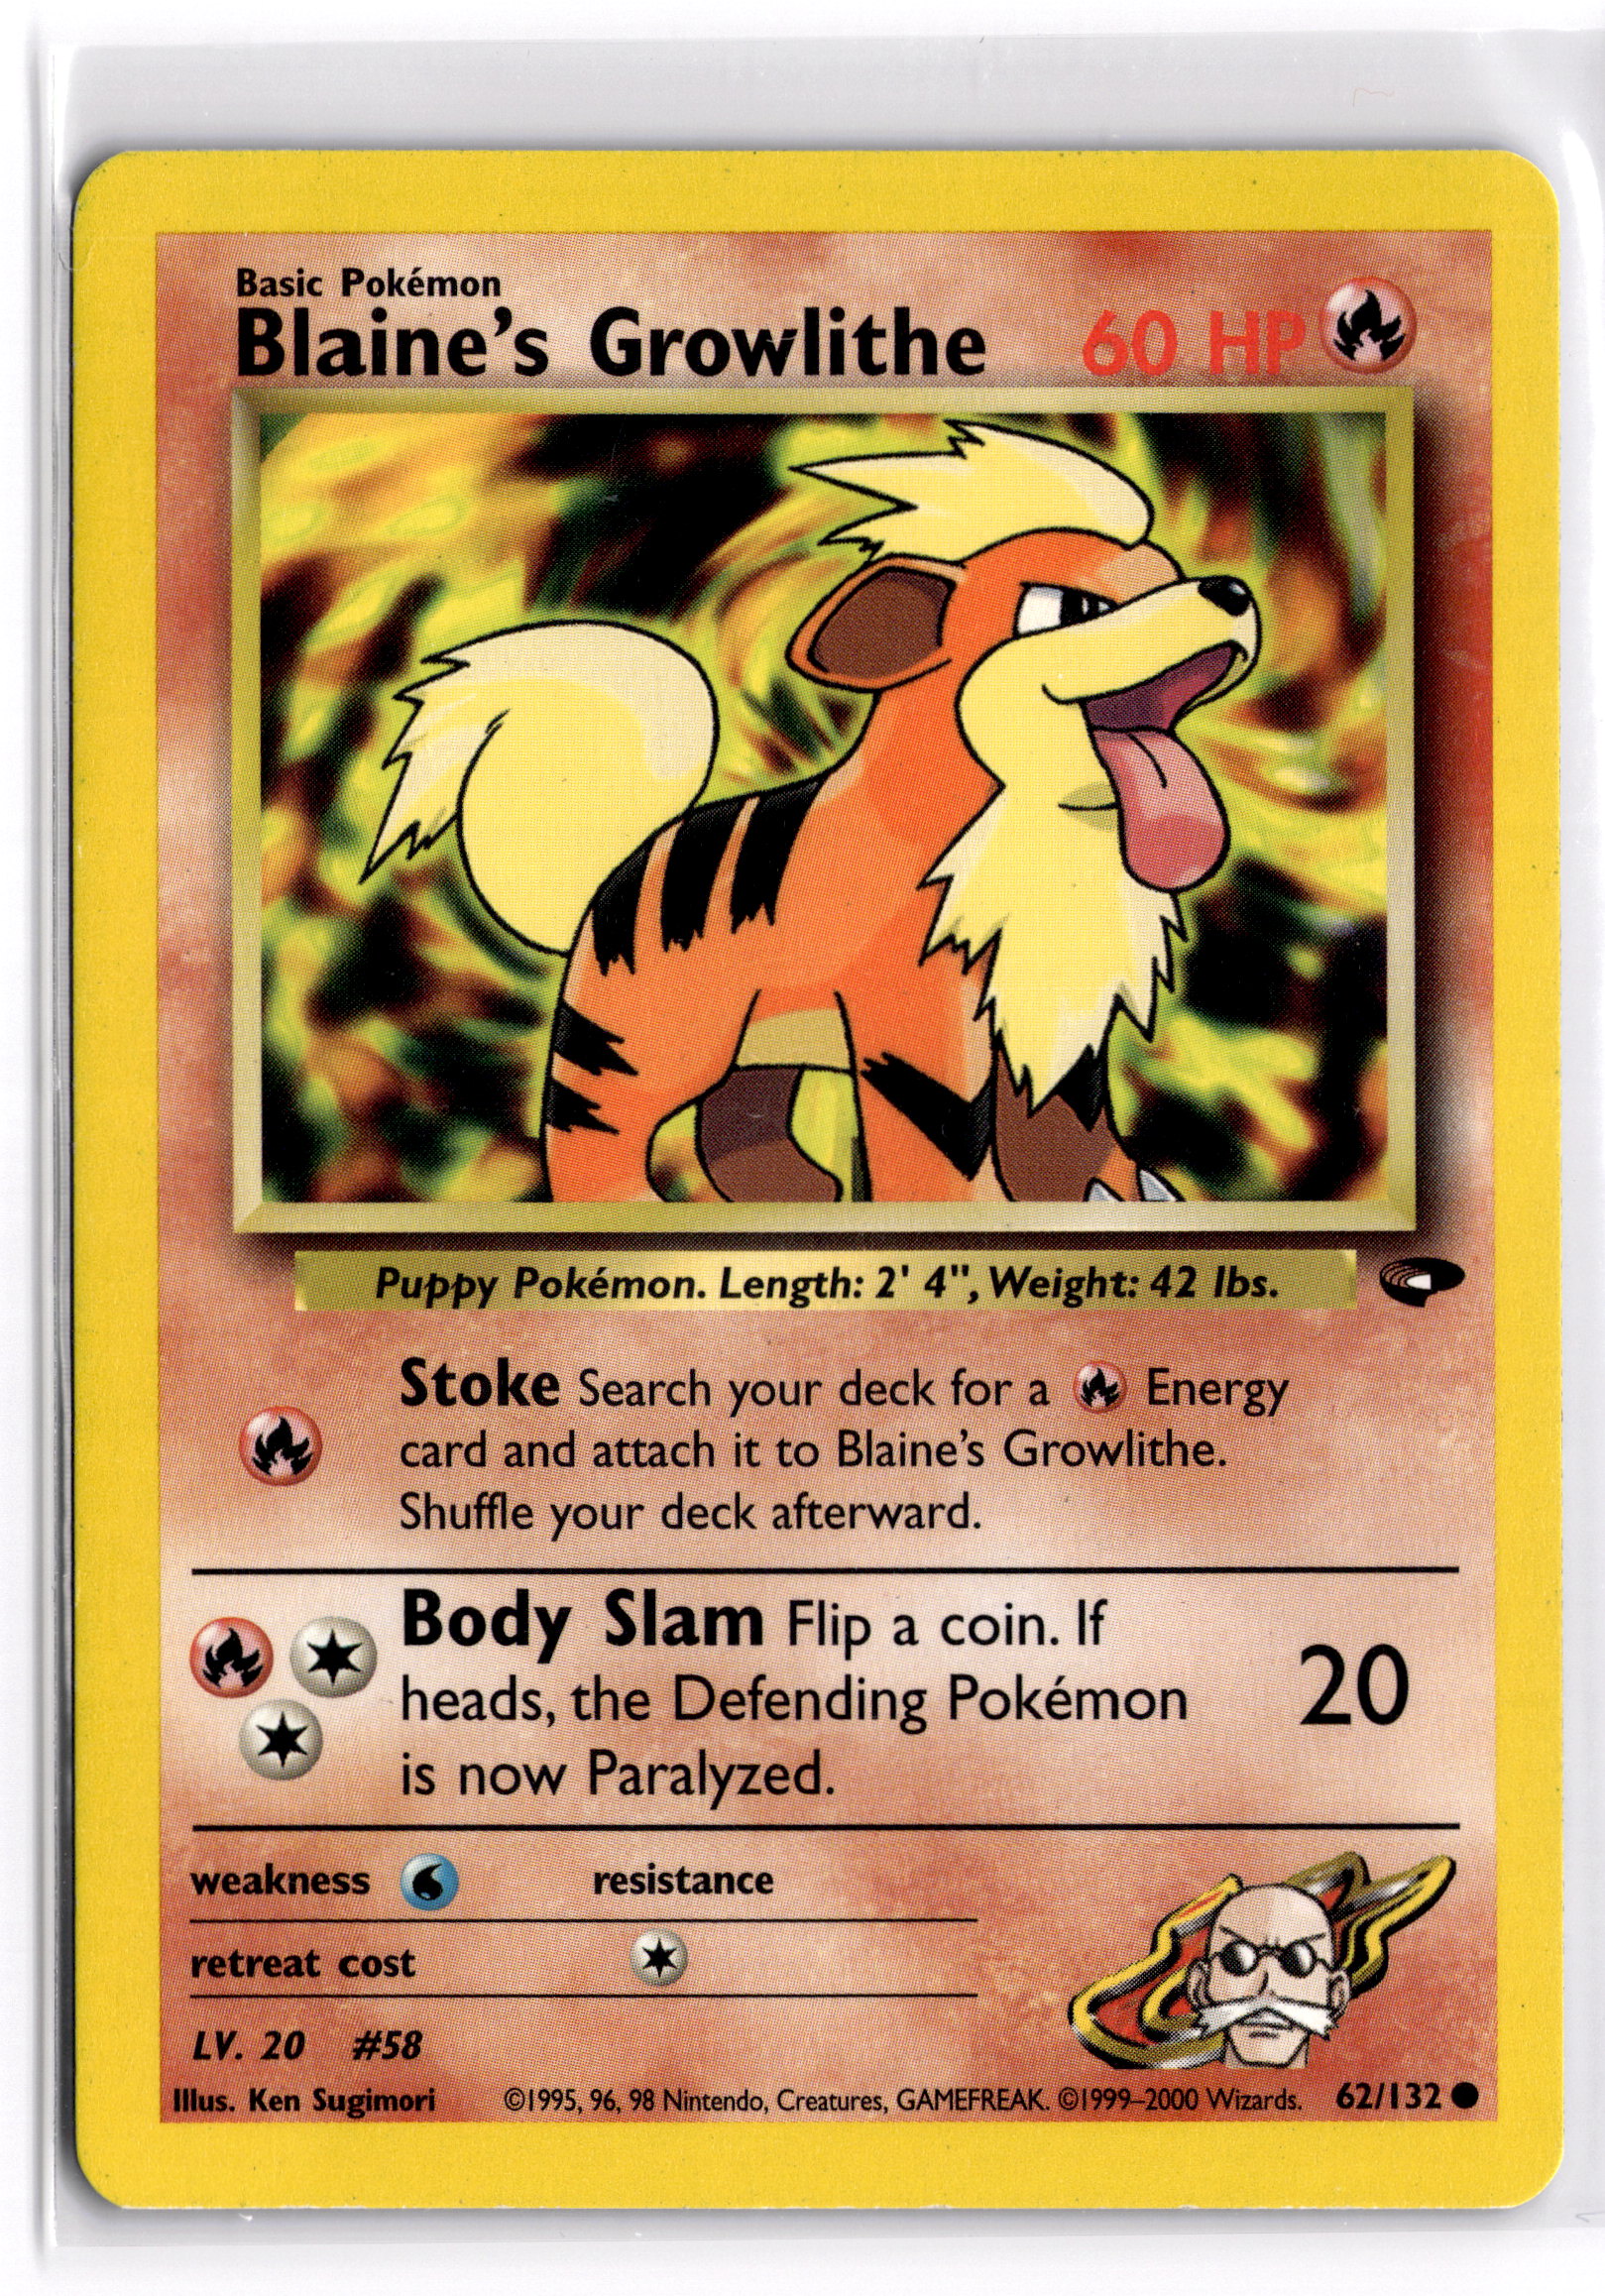 Basic Pokémon
Blaine's Growlithe 60 HP
Puppy Pokémon. Length: 2' 4", Weight: 42 lbs.
Stoke Search your deck for a Energy
card and attach it to Blaine's Growlithe.
Shuffle your deck afterward.
Body Slam Flip a coin. If
heads, the Defending Pokémon
is now Paralyzed.
20
weakness resistance
retreat cost
LV. 20 #58
Illus. Ken Sugimori ©1995, 96, 98 Nintendo, Creatures, GAMEFREAK. ©1999–2000 Wizards. 62/132